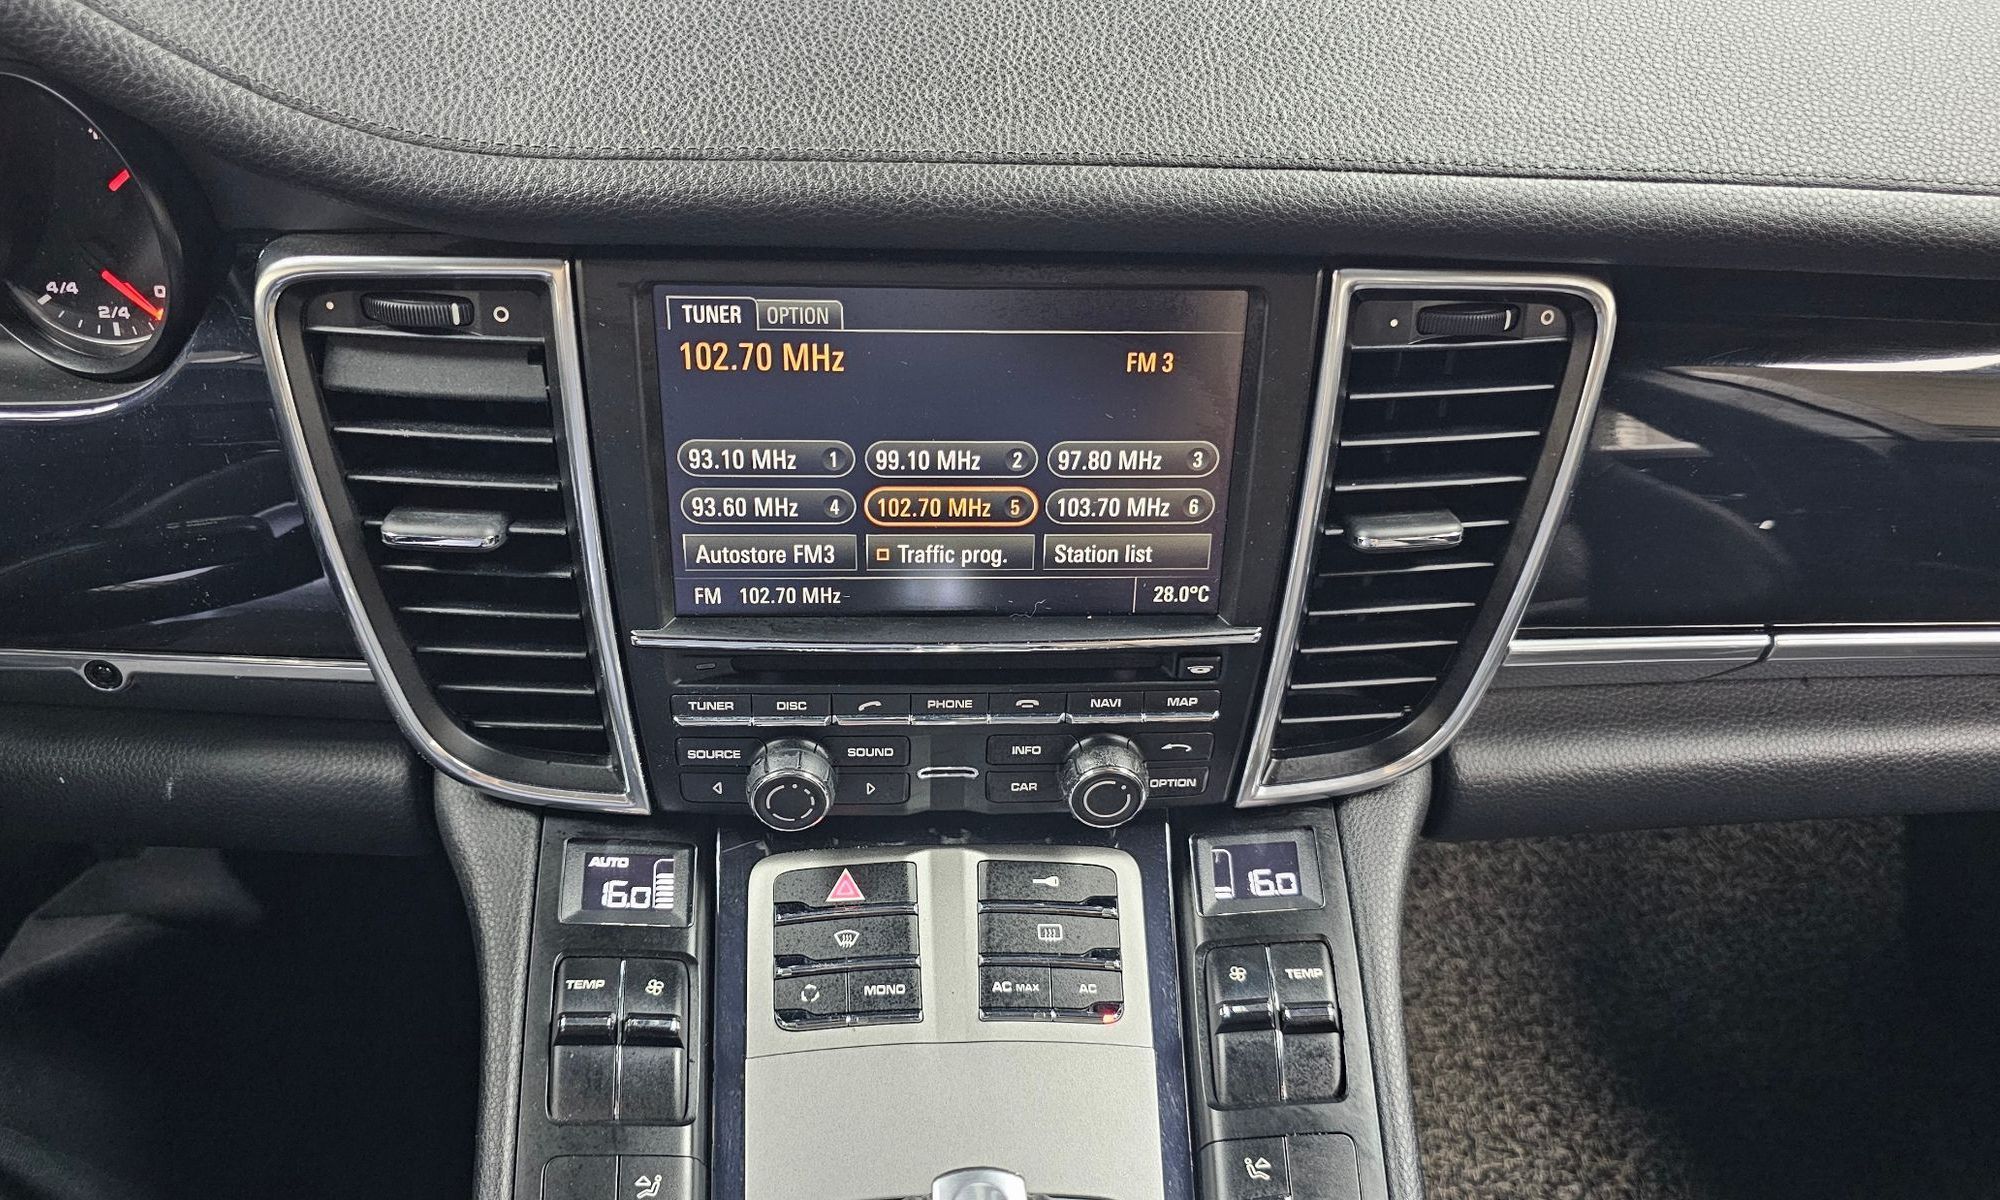 4/4
2/4
0
TUNER OPTION
102.70 MHz FM 3
93.10 MHz 1 99.10 MHz 2 97.80 MHz 3
93.60 MHz 4 102.70 MHz 5 103.70 MHz 6
Autostore FM3 Traffic prog. Station list
FM 102.70 MHz 28.0°C
TUNER DISC PHONE NAVI MAP
SOURCE SOUND INFO
CAR OPTION
AUTO
16.0 16.0
TEMP TEMP
MONO AC MAX AC